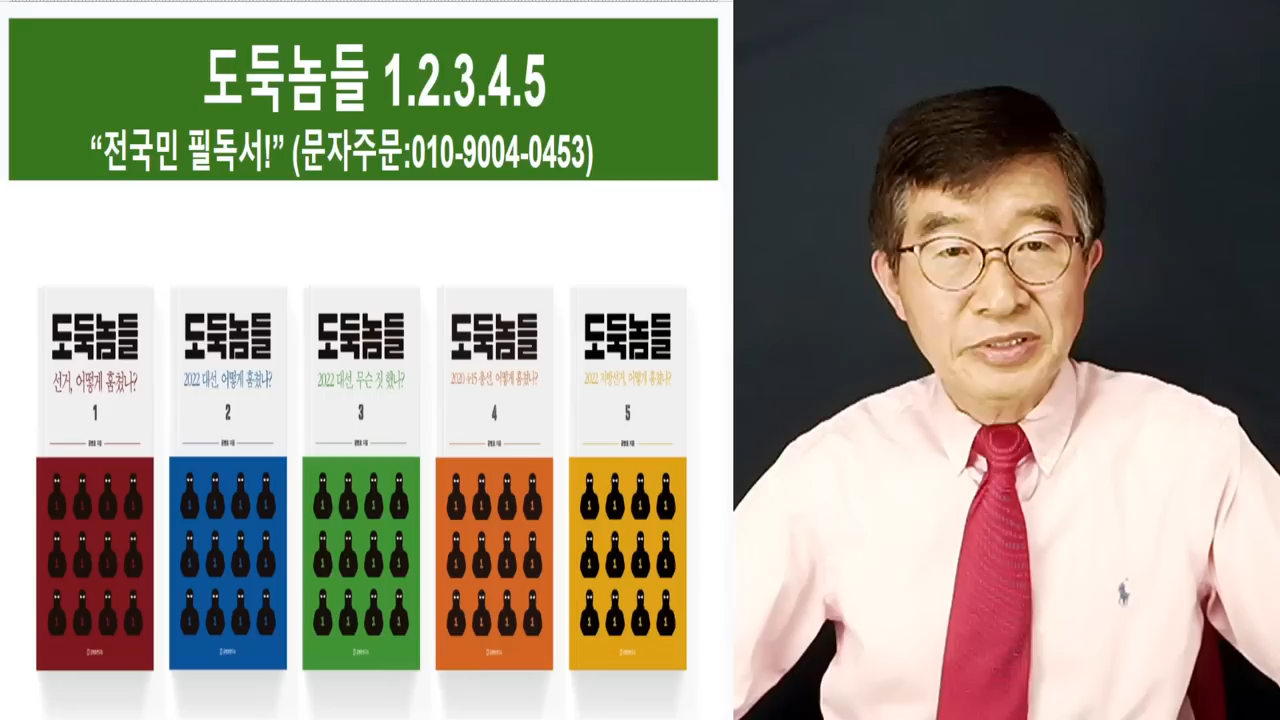 도둑놈들 1.2.3.4.5
“전국민 필독서!” (문자주문:010-9004-0453)
도둑놈들
선거, 어떻게 훔쳤나?
1
도둑놈들
2022 대선, 어떻게 훔쳤나?
2
도둑놈들
2022 대선, 무슨 짓 했나?
3
도둑놈들
2020 4·15 총선, 어떻게 훔쳤나?
4
도둑놈들
2022 지방선거, 어떻게 훔쳤나?
5